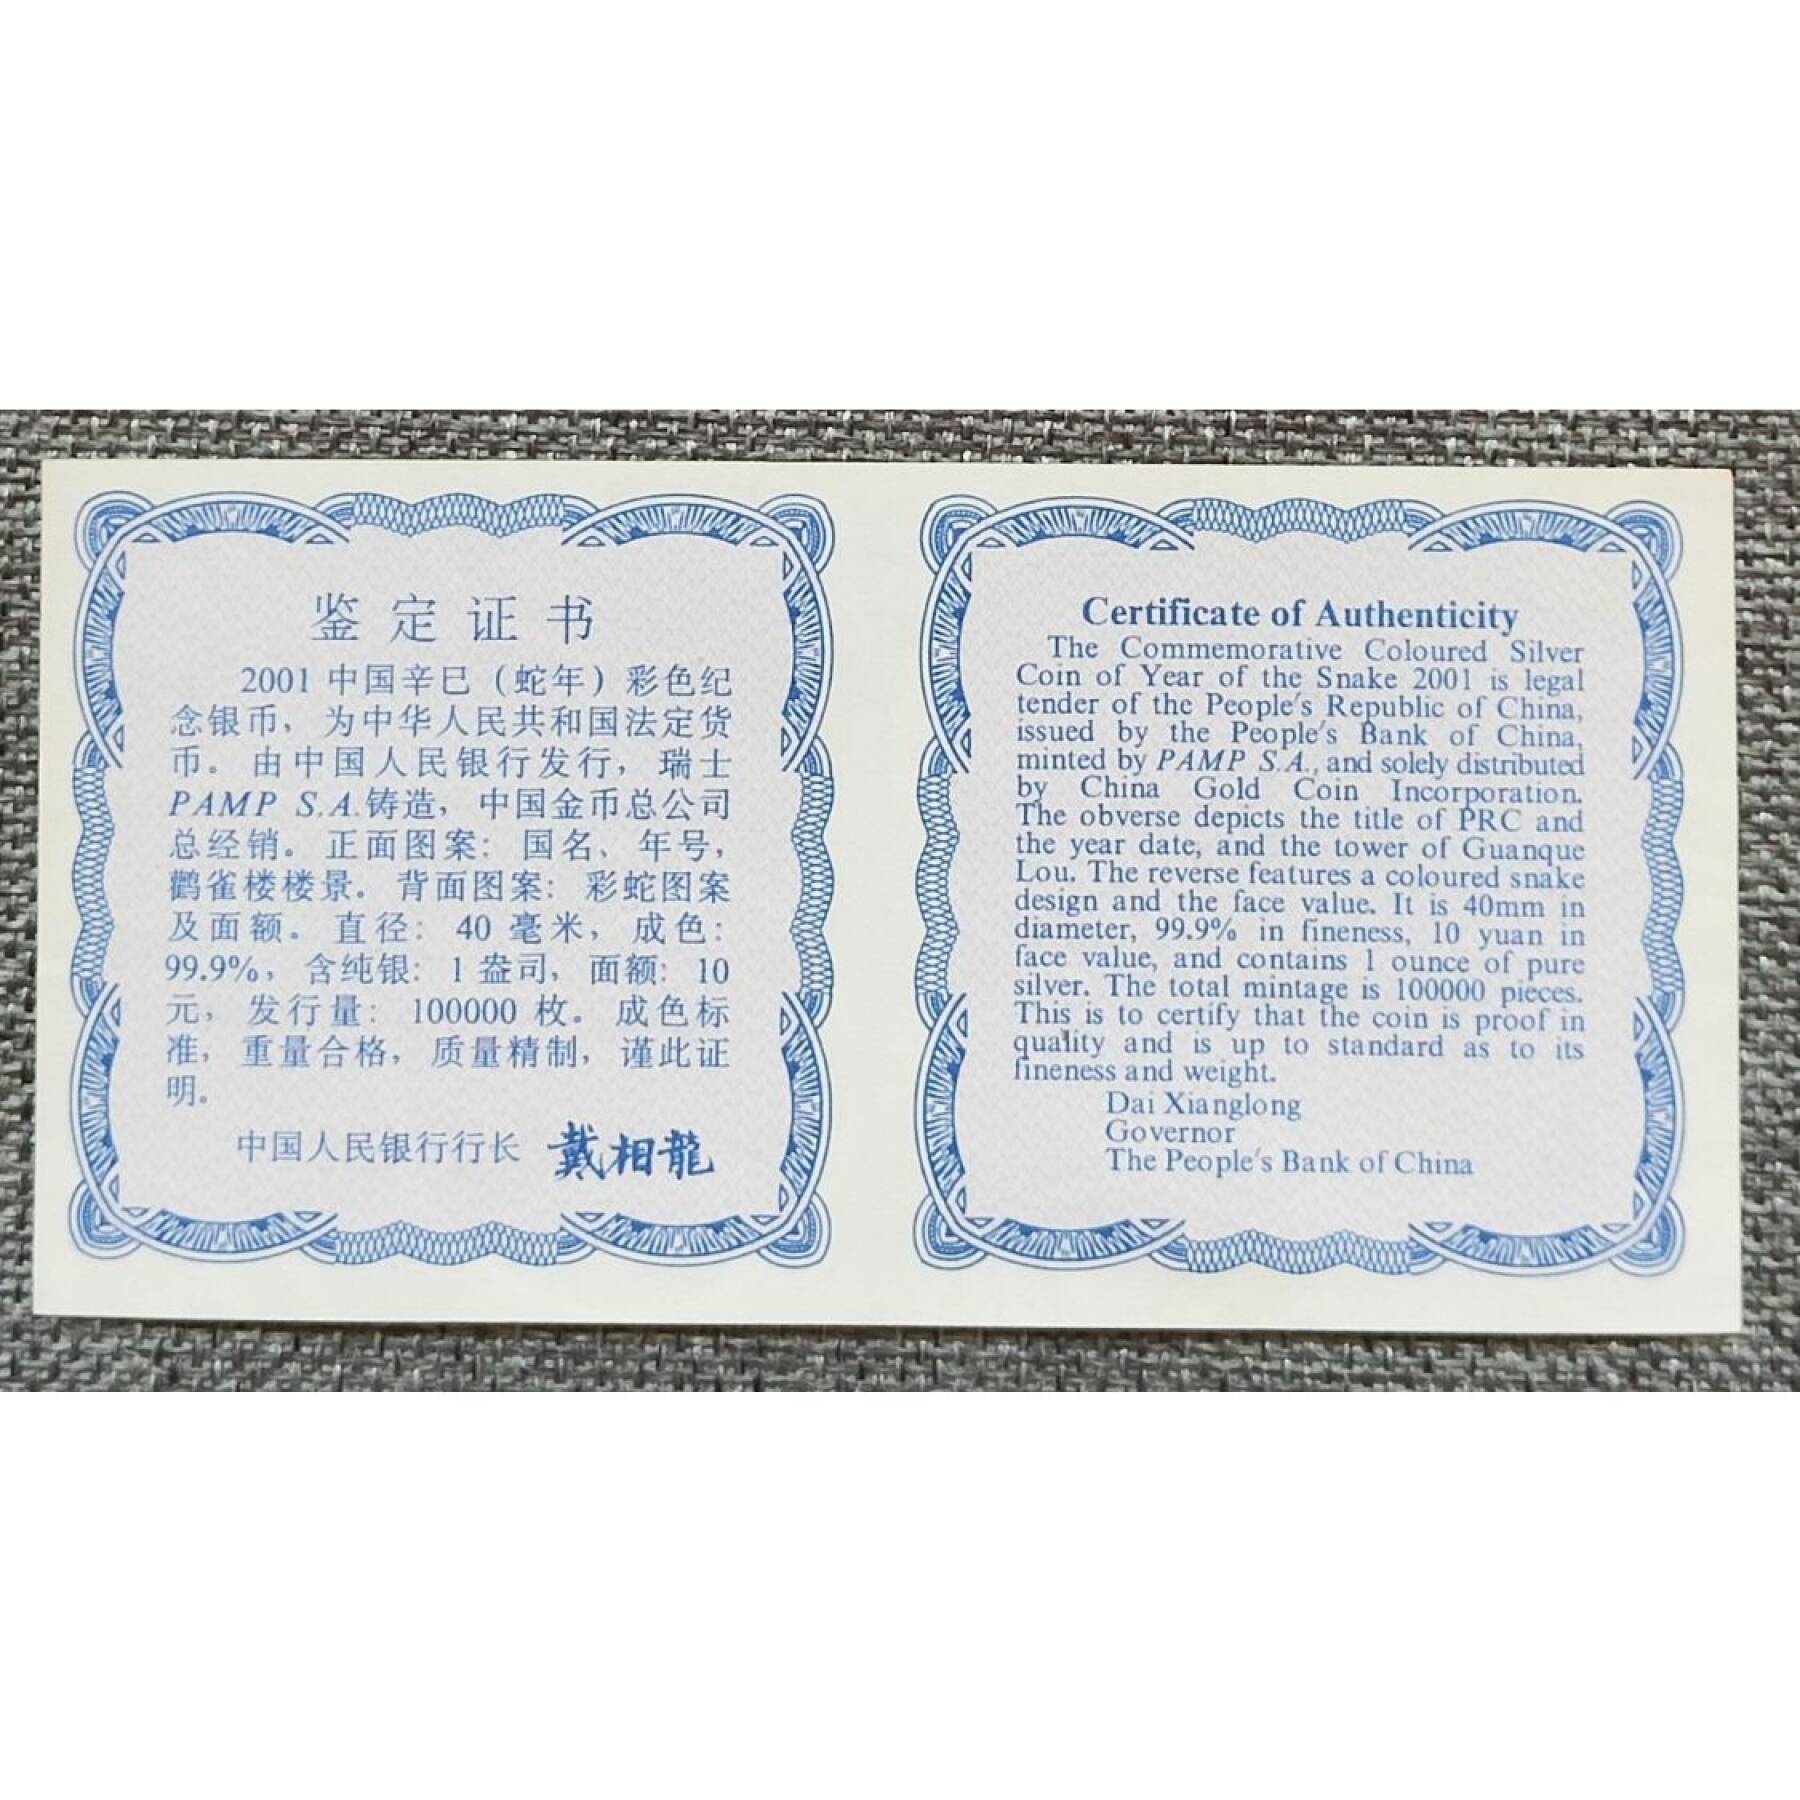 鉴定证书
2001 中国辛巳（蛇年）彩色纪
念银币，为中华人民共和国法定货
币。由中国人民银行发行，瑞士
PAMP S.A.铸造，中国金币总公司
总经销。正面图案：国名、年号，
鹳雀楼楼景。背面图案：彩蛇图案
及面额。直径：40 毫米，成色：
99.9%，含纯银：1 盎司，面额：10
元，发行量：100000 枚。成色标
准，重量合格，质量精制，谨此证
明。
中国人民银行行长 戴相龍
Certificate of Authenticity
The Commemorative Coloured Silver
Coin of Year of the Snake 2001 is legal
tender of the People's Republic of China,
issued by the People's Bank of China,
minted by PAMP S.A., and solely distributed
by China Gold Coin Incorporation.
The obverse depicts the title of PRC and
the year date, and the tower of Guanque
Lou. The reverse features a coloured snake
design and the face value. It is 40mm in
diameter, 99.9% in fineness, 10 yuan in
face value, and contains 1 ounce of pure
silver. The total mintage is 100000 pieces.
This is to certify that the coin is proof in
quality and is up to standard as to its
fineness and weight.
Dai Xianglong
Governor
The People's Bank of China